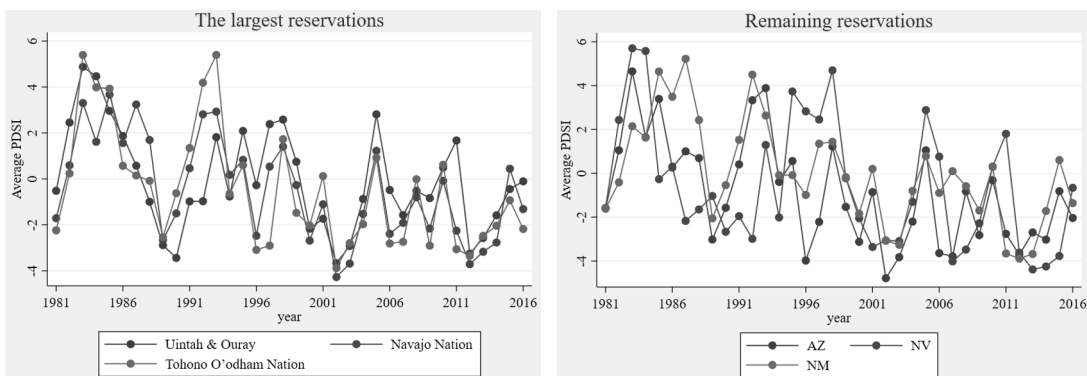 The largest reservations
Average PDSI
6
4
2
0
-2
-4
1981 1986 1991 1996 2001 2006 2011 2016
year
Uintah & Ouray Navajo Nation
Tohono O'odham Nation
Remaining reservations
Average PDSI
6
4
2
0
-2
-4
1981 1986 1991 1996 2001 2006 2011 2016
year
AZ NV
NM